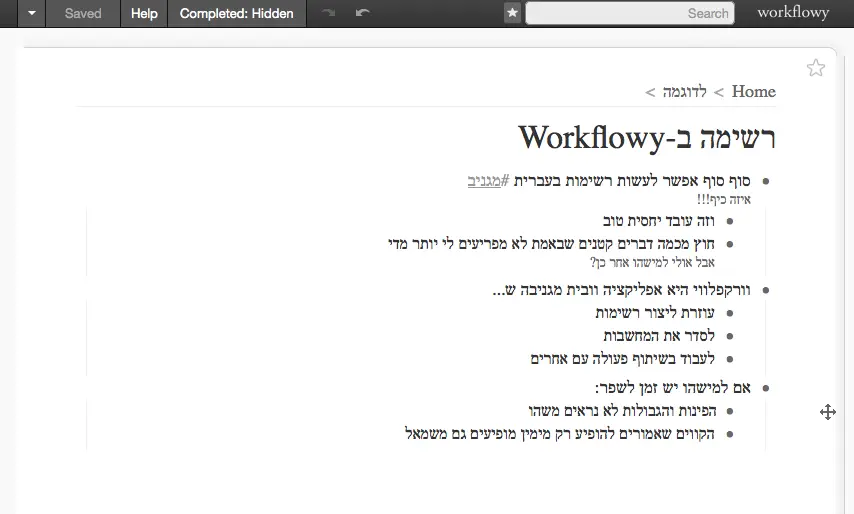 Saved Help Completed: Hidden Search workflowy
Home > לדוגמה >
רשימה ב-Workflowy
סוף סוף אפשר לעשות רשימות בעברית #מגניב
איזה כיף!!!
וזה עובד יחסית טוב
חוץ מכמה דברים קטנים שבאמת לא מפריעים לי יותר מדי
אבל אולי למישהו אחר כן?
וורקפלווי היא אפליקציה וובית מגניבה ש...
עוזרת ליצור רשימות
לסדר את המחשבות
לעבוד בשיתוף פעולה עם אחרים
אם למישהו יש זמן לשפר:
הפינות והגבולות לא נראים משהו
הקווים שאמורים להופיע רק מימין מופיעים גם משמאל